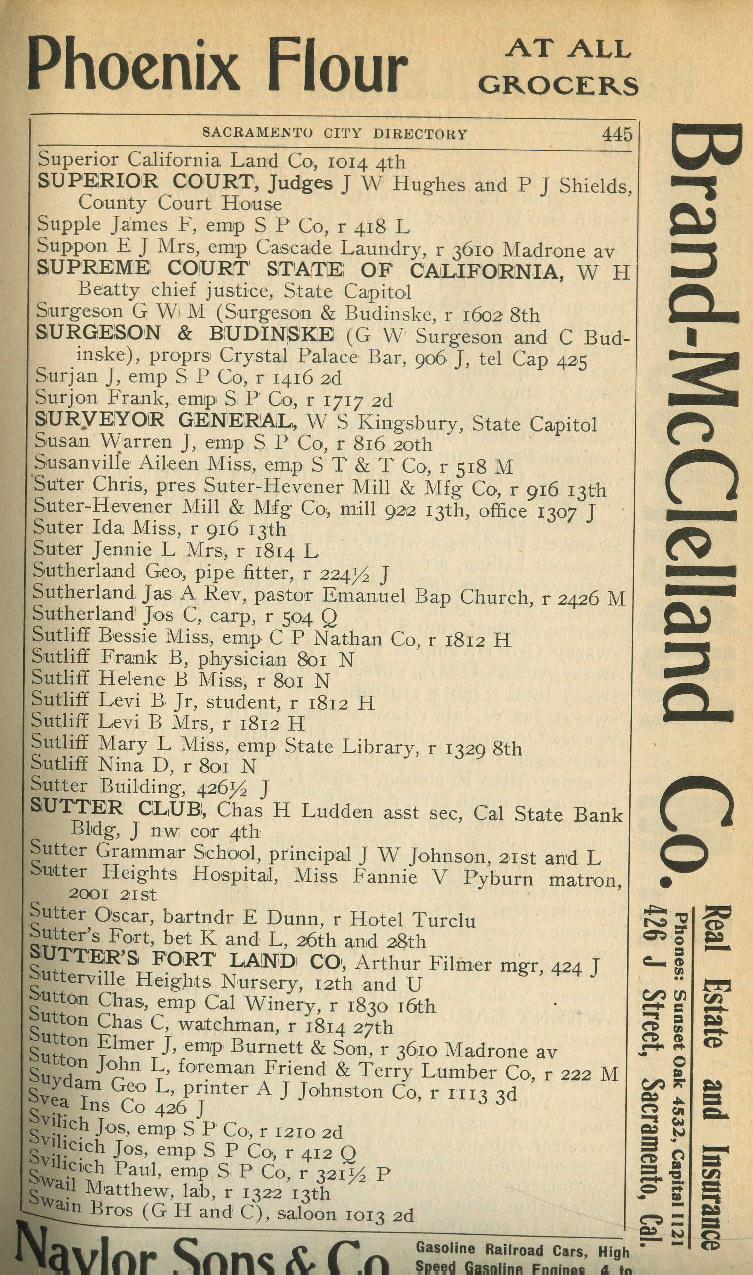 Phoenix Flour
AT ALL
GROCERS
SACRAMENTO CITY DIRECTORY 445
Superior California Land Co, 1014 4th
SUPERIOR COURT, Judges J W Hughes and P J Shields,
County Court House
Supple James F, emp S P Co, r 418 L
Suppon E J Mrs, emp Cascade Laundry, r 3610 Madrone av
SUPREME COURT STATE OF CALIFORNIA, W H
Beatty chief justice, State Capitol
Surgeson G W M (Surgeson & Budinske, r 1602 8th
SURGESON & BUDINSKE (G W Surgeson and C Bud-
inske), proprs Crystal Palace Bar, 906 J, tel Cap 425
Surjan J, emp S P Co, r 1416 2d
Surjon Frank, emp S P Co, r 1717 2d
SURVEYOR GENERAL, W S Kingsbury, State Capitol
Susan Warren J, emp S P Co, r 816 20th
Susanville Aileen Miss, emp S T & T Co, r 518 M
Suter Chris, pres Suter-Hevener Mill & Mfg Co, r 916 13th
Suter-Hevener Mill & Mfg Co, mill 922 13th, office 1307 J
Suter Ida Miss, r 916 13th
Suter Jennie L Mrs, r 1814 L
Sutherland Geo, pipe fitter, r 224½ J
Sutherland Jas A Rev, pastor Emanuel Bap Church, r 2426 M
Sutherland Jos C, carp, r 504 Q
Sutliff Bessie Miss, emp C P Nathan Co, r 1812 H
Sutliff Frank B, physician 801 N
Sutliff Helene B Miss, r 801 N
Sutliff Levi B Jr, student, r 1812 H
Sutliff Levi B Mrs, r 1812 H
Sutliff Mary L Miss, emp State Library, r 1329 8th
Sutliff Nina D, r 801 N
Sutter Building, 426½ J
SUTTER CLUB, Chas H Ludden asst sec, Cal State Bank
Bldg, J nw cor 4th
Sutter Grammar School, principal J W Johnson, 21st and L
Sutter Heights Hospital, Miss Fannie V Pyburn matron,
2001 21st
Sutter Oscar, bartndr E Dunn, r Hotel Turclu
Sutter's Fort, bet K and L, 26th and 28th
SUTTER'S FORT LAND CO, Arthur Filmer mgr, 424 J
Sutterville Heights Nursery, 12th and U
Sutton Chas, emp Cal Winery, r 1830 16th
Sutton Chas C, watchman, r 1814 27th
Sutton Elmer J, emp Burnett & Son, r 3610 Madrone av
Sutton John L, foreman Friend & Terry Lumber Co, r 222 M
Suydam Geo L, printer A J Johnston Co, r 1113 3d
Svea Ins Co 426 J
Svilich Jos, emp S P Co, r 1210 2d
Svilicich Jos, emp S P Co, r 412 Q
Svilicich Paul, emp S P Co, r 321½ P
Swail Matthew, lab, r 1322 13th
Swain Bros (G H and C), saloon 1013 2d
Brand-McClelland Co.
Real Estate and Insurance
Phones: Sunset Oak 4532, Capital 1121
426 J Street, Sacramento, Cal.
Naylor Sons & Co
Gasoline Railroad Cars, High
Speed Gasoline Engines, 4 to